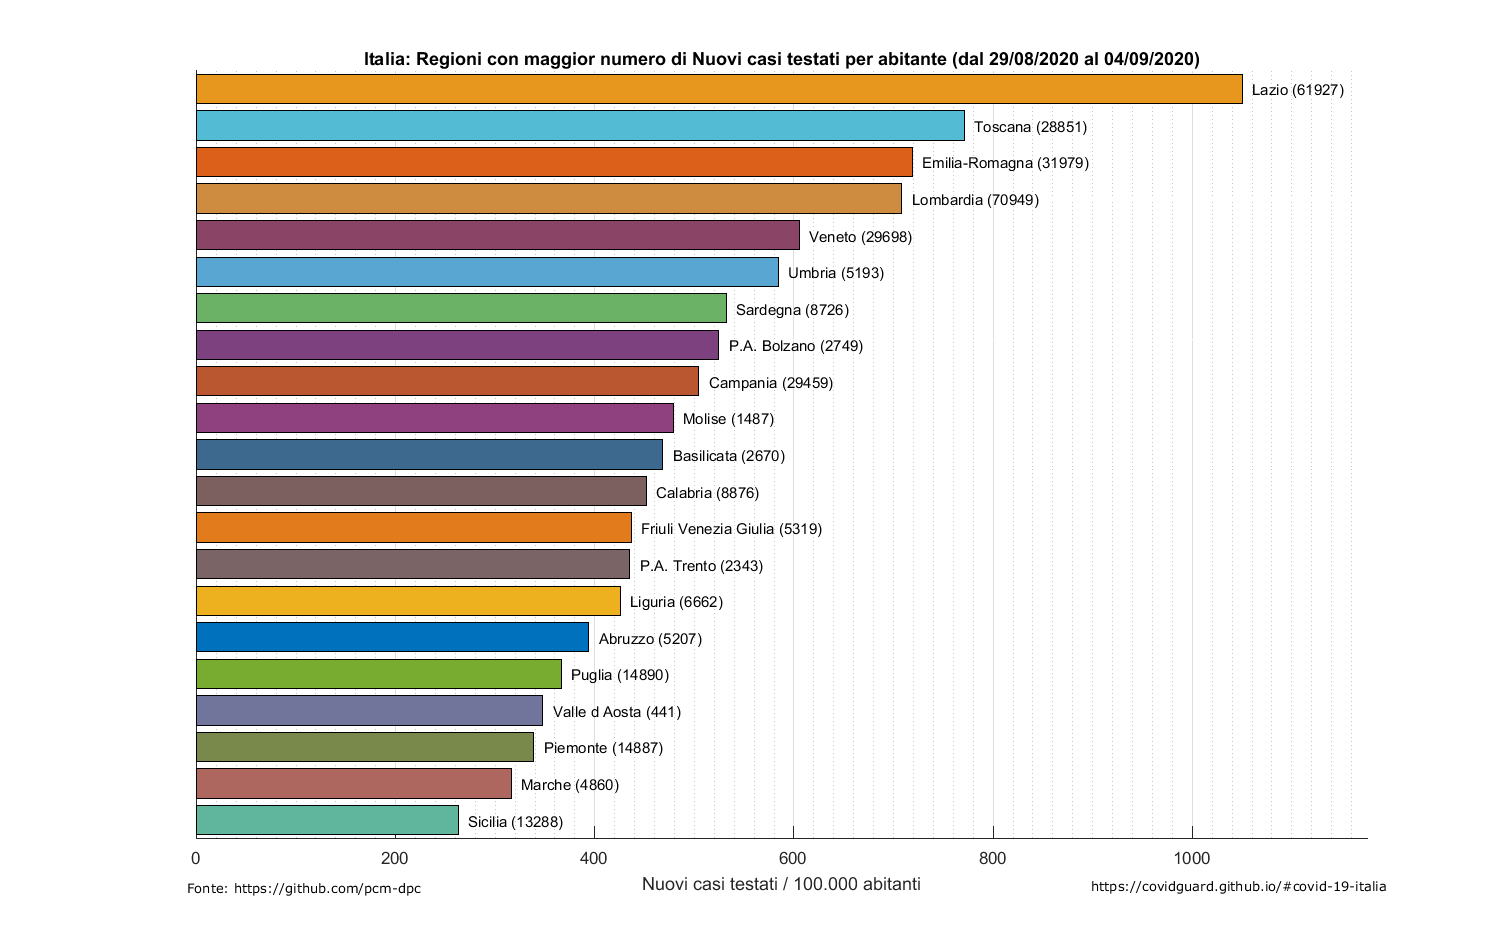 Italia: Regioni con maggior numero di Nuovi casi testati per abitante (dal 29/08/2020 al 04/09/2020)
Lazio (61927)
Toscana (28851)
Emilia-Romagna (31979)
Lombardia (70949)
Veneto (29698)
Umbria (5193)
Sardegna (8726)
P.A. Bolzano (2749)
Campania (29459)
Molise (1487)
Basilicata (2670)
Calabria (8876)
Friuli Venezia Giulia (5319)
P.A. Trento (2343)
Liguria (6662)
Abruzzo (5207)
Puglia (14890)
Valle d Aosta (441)
Piemonte (14887)
Marche (4860)
Sicilia (13288)
0 200 400 600 800 1000
Nuovi casi testati / 100.000 abitanti
Fonte: https://github.com/pcm-dpc
https://covidguard.github.io/#covid-19-italia